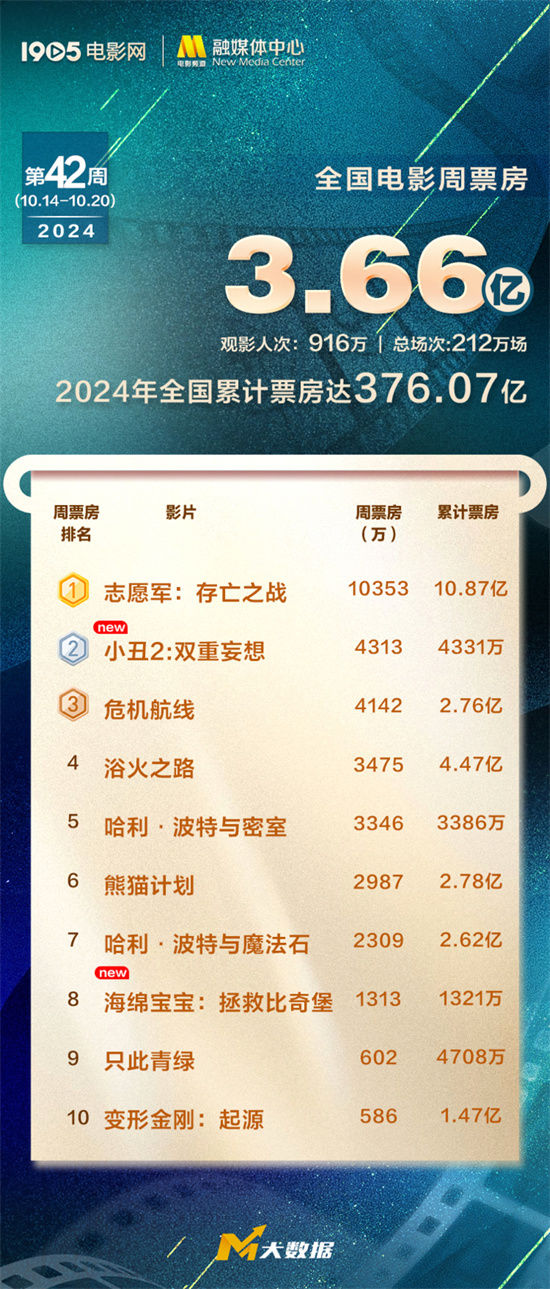 1905电影网
电影频道
融媒体中心
New Media Center
第42周
(10.14-10.20)
2024
全国电影周票房
3.66亿
观影人次：916万 | 总场次:212万场
2024年全国累计票房达376.07亿
周票房排名 影片 周票房（万） 累计票房
1 志愿军：存亡之战 10353 10.87亿
new
2 小丑2:双重妄想 4313 4331万
3 危机航线 4142 2.76亿
4 浴火之路 3475 4.47亿
5 哈利·波特与密室 3346 3386万
6 熊猫计划 2987 2.78亿
7 哈利·波特与魔法石 2309 2.62亿
new
8 海绵宝宝：拯救比奇堡 1313 1321万
9 只此青绿 602 4708万
10 变形金刚：起源 586 1.47亿
M大数据